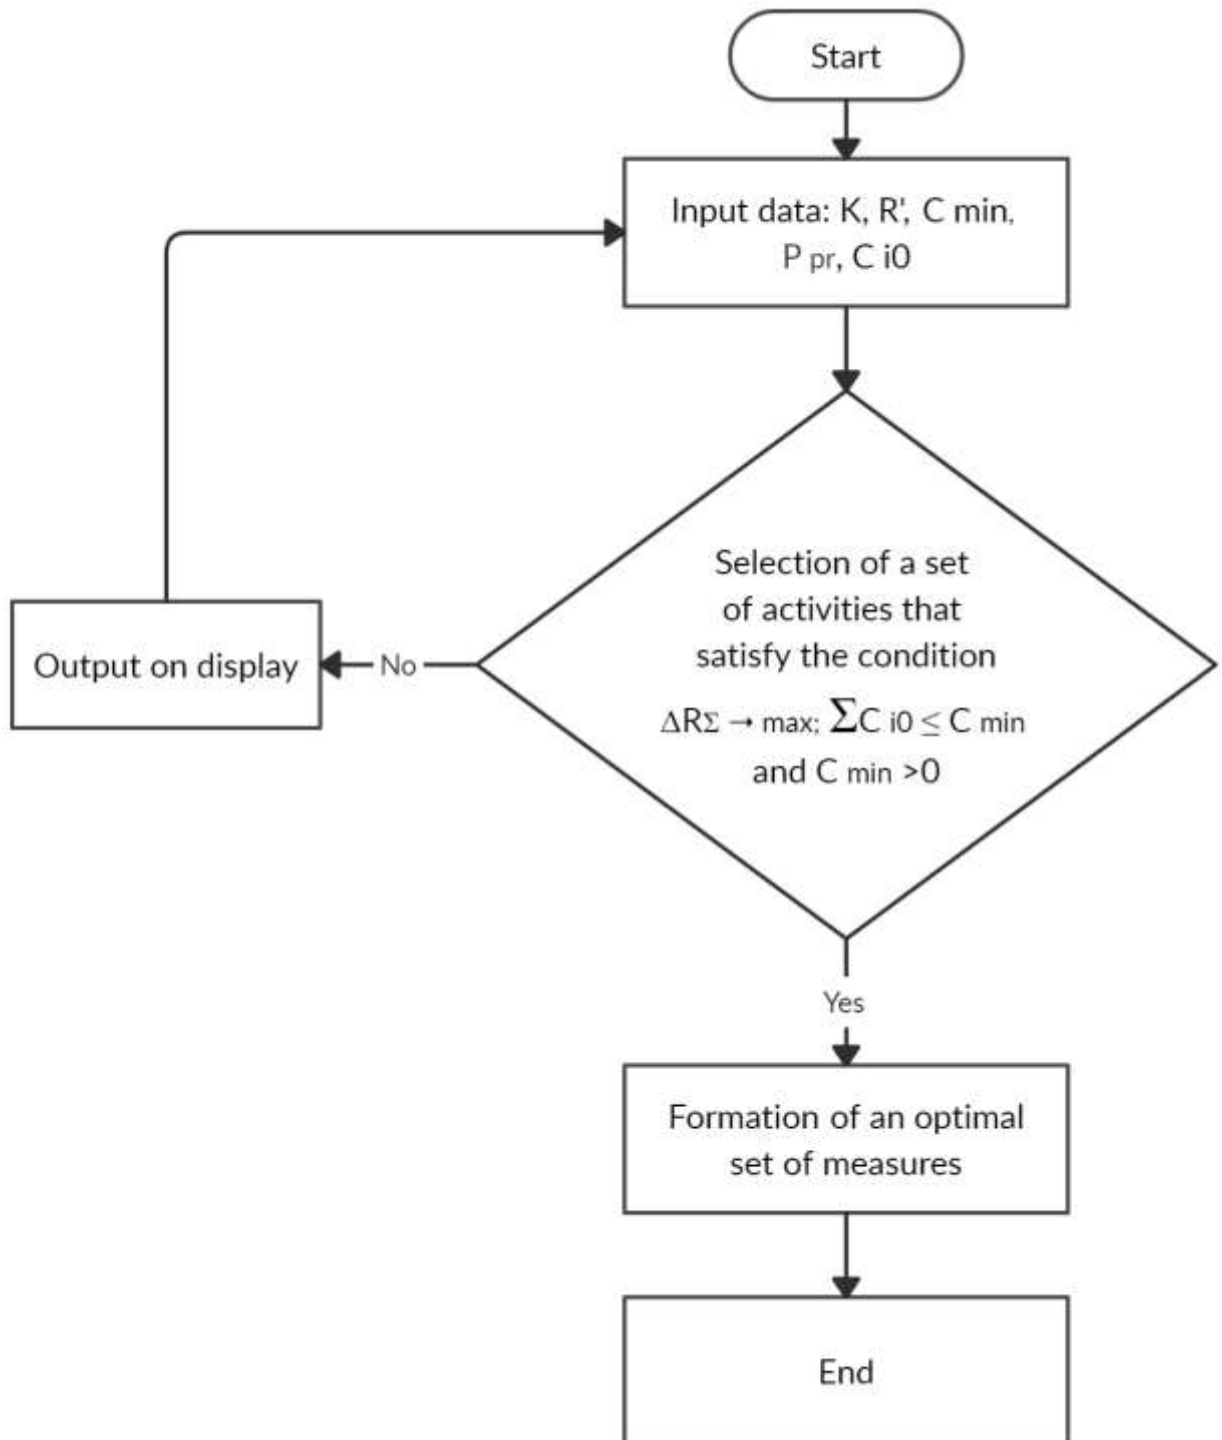 Start
Input data: K, R', C min,
P pr, C i0
Selection of a set
of activities that
satisfy the condition
ΔRΣ → max; ∑C i0 ≤ C min
and C min >0
Output on display
No
Yes
Formation of an optimal
set of measures
End